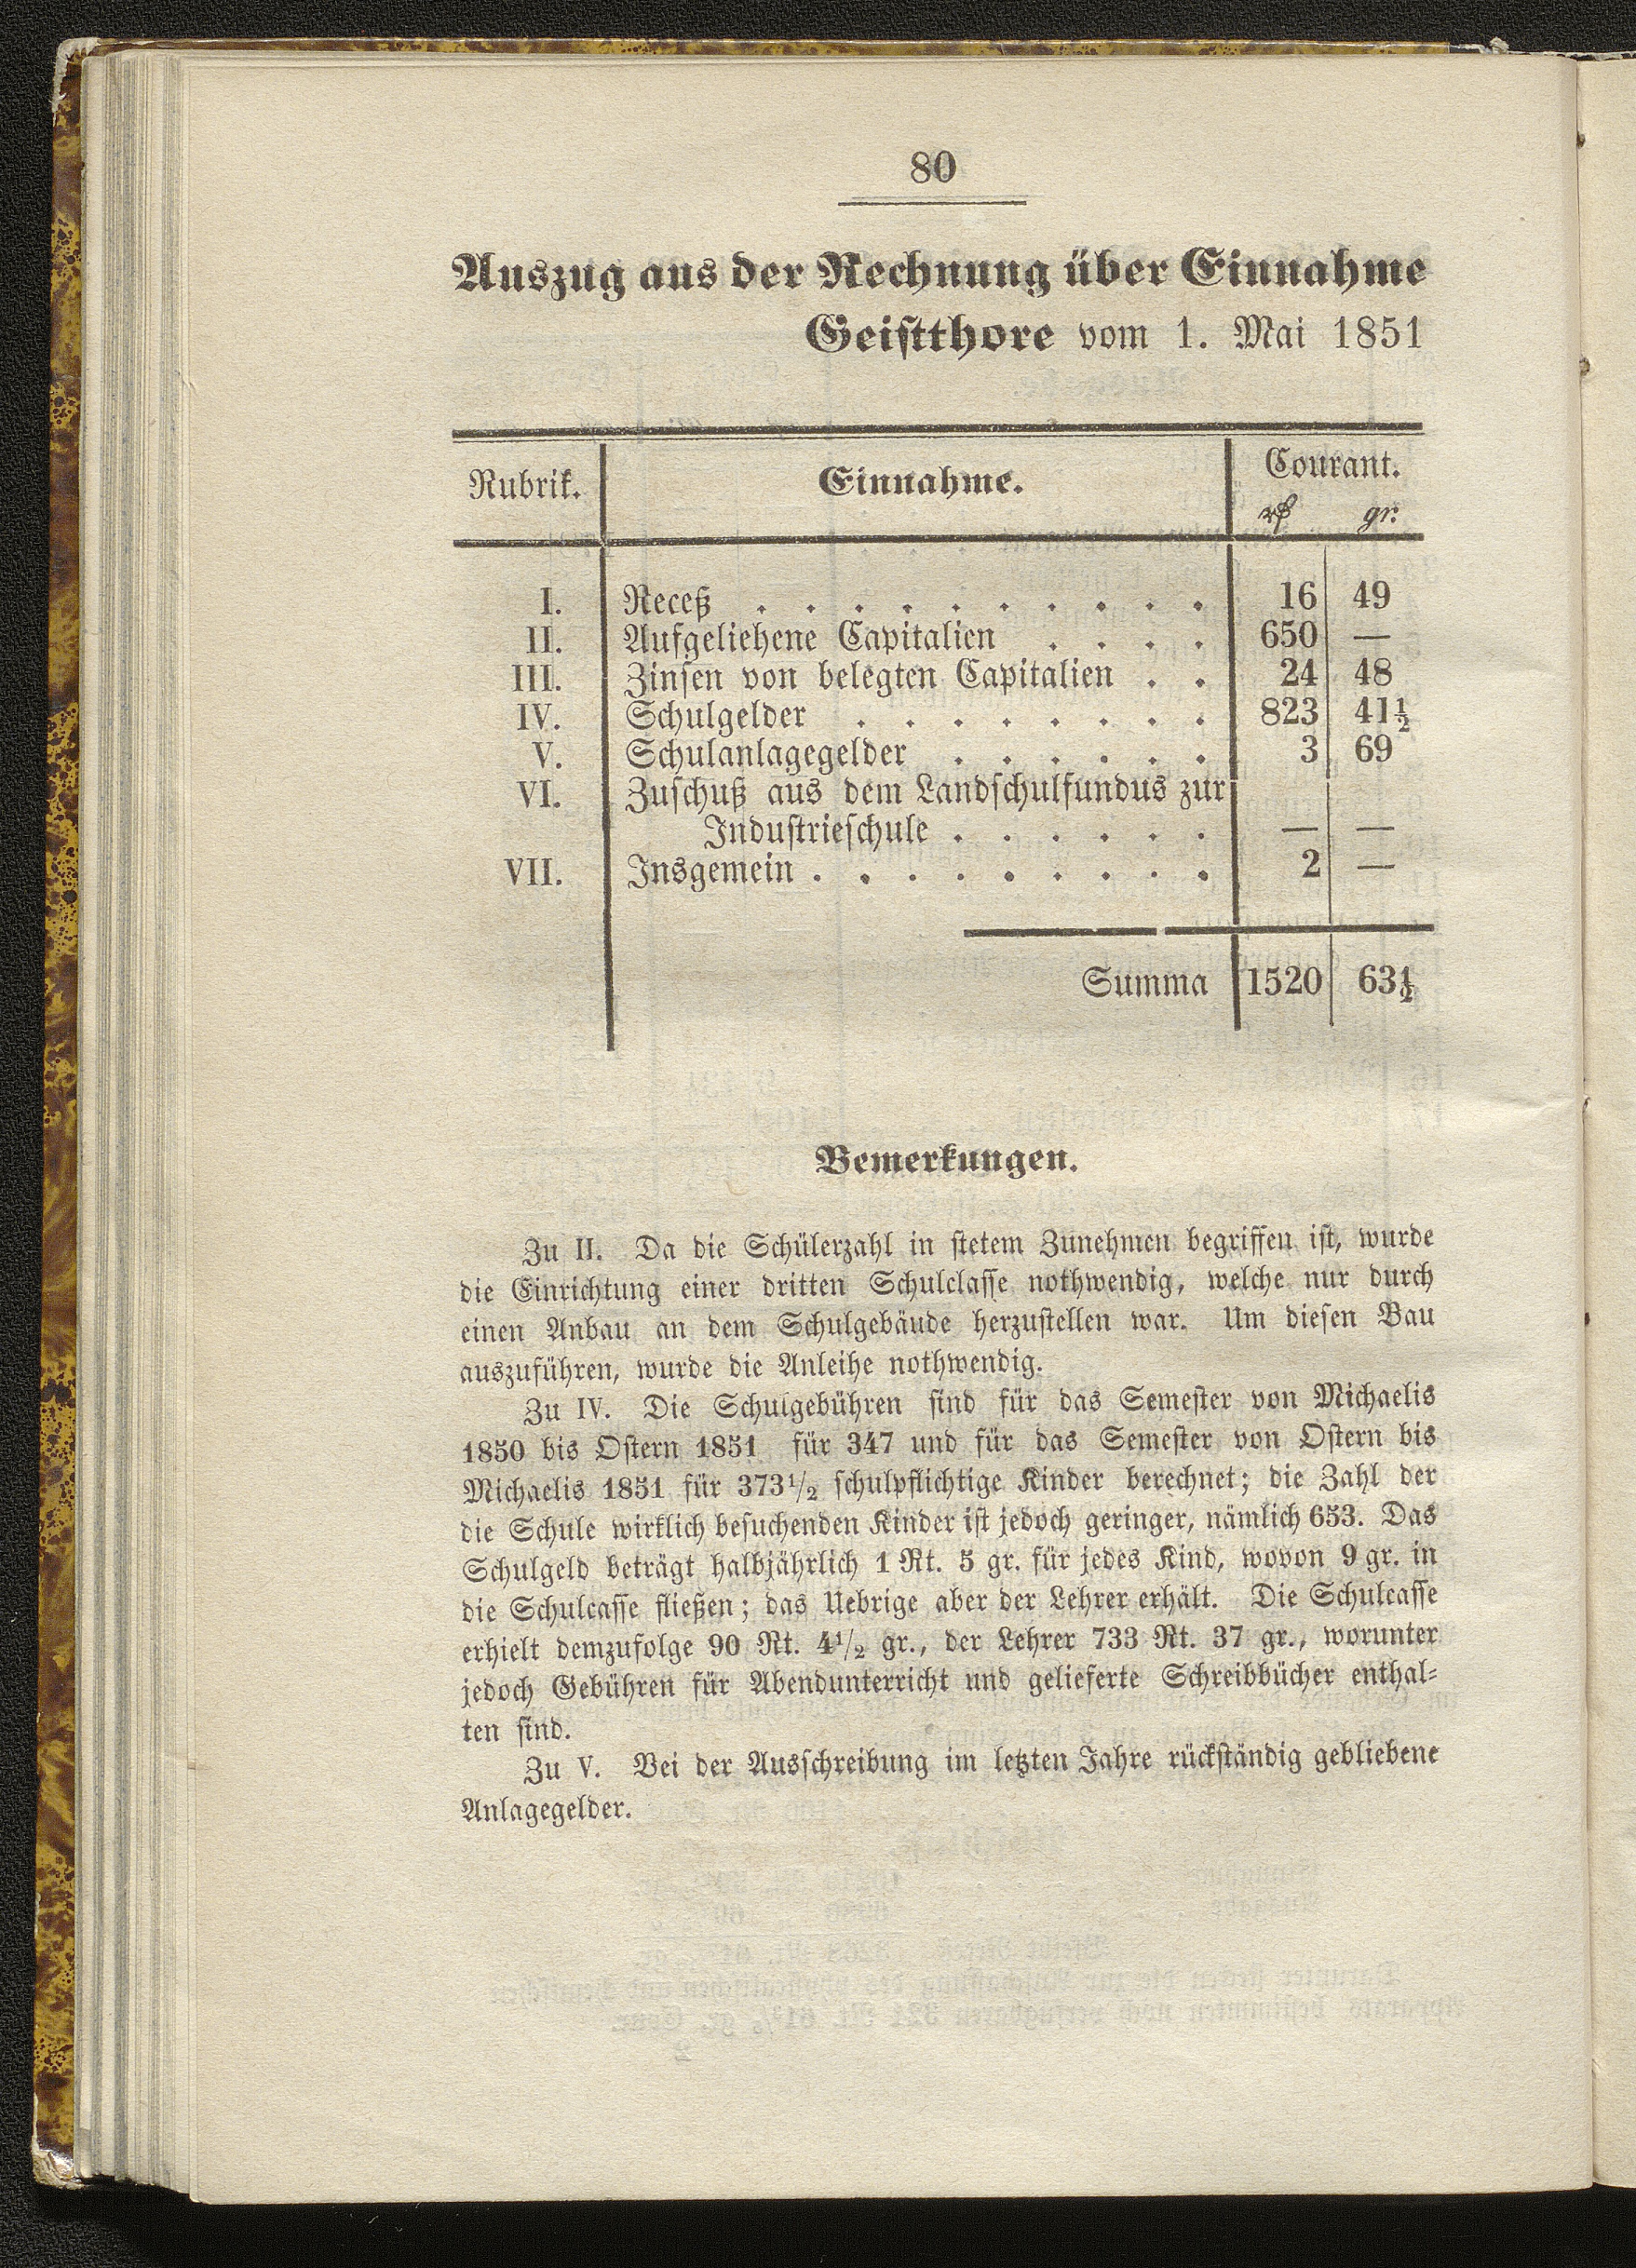 80
Auszug aus der Rechnung über Einnahme
Geistthore vom 1. Mai 1851
Rubrik. Einnahme. Courant.
rß gr.
I. Receß . . . . . . . . . . 16 49
II. Aufgeliehene Capitalien . . . . 650 —
III. Zinsen von belegten Capitalien . . 24 48
IV. Schulgelder . . . . . . . . 823 41½
V. Schulanlagegelder . . . . . . 3 69
VI. Zuschuß aus dem Landschulfundus zur
Industrieschule . . . . . . — —
VII. Insgemein . . . . . . . . . 2 —
Summa 1520 63½
Bemerkungen.
Zu II. Da die Schülerzahl in stetem Zunehmen begriffen ist, wurde
die Einrichtung einer dritten Schulclasse nothwendig, welche nur durch
einen Anbau an dem Schulgebäude herzustellen war. Um diesen Bau
auszuführen, wurde die Anleihe nothwendig.
Zu IV. Die Schulgebühren sind für das Semester von Michaelis
1850 bis Ostern 1851 für 347 und für das Semester von Ostern bis
Michaelis 1851 für 373½ schulpflichtige Kinder berechnet; die Zahl der
die Schule wirklich besuchenden Kinder ist jedoch geringer, nämlich 653. Das
Schulgeld beträgt halbjährlich 1 Rt. 5 gr. für jedes Kind, wovon 9 gr. in
die Schulcasse fließen; das Uebrige aber der Lehrer erhält. Die Schulcasse
erhielt demzufolge 90 Rt. 4½ gr., der Lehrer 733 Rt. 37 gr., worunter
jedoch Gebühren für Abendunterricht und gelieferte Schreibbücher enthal-
ten sind.
Zu V. Bei der Ausschreibung im letzten Jahre rückständig gebliebene
Anlagegelder.